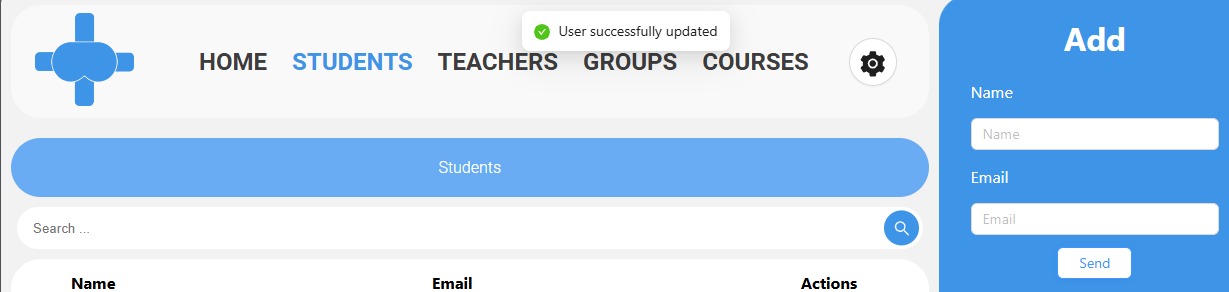 User successfully updated
HOME STUDENTS TEACHERS GROUPS COURSES
Students
Search ...
Name Email Actions
Add
Name
Name
Email
Email
Send